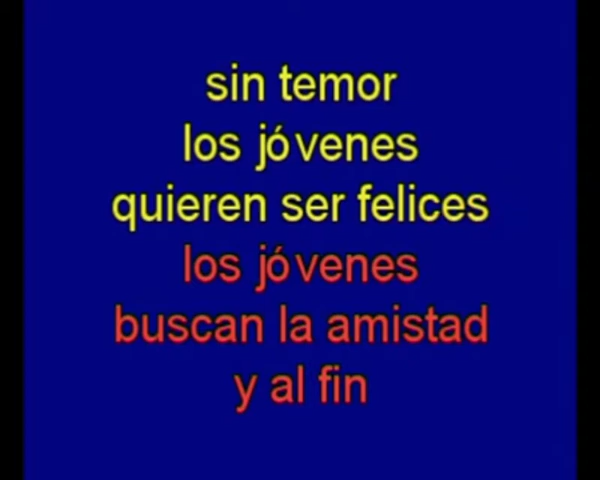 sin temor
los jóvenes
quieren ser felices
los jóvenes
buscan la amistad
y al fin